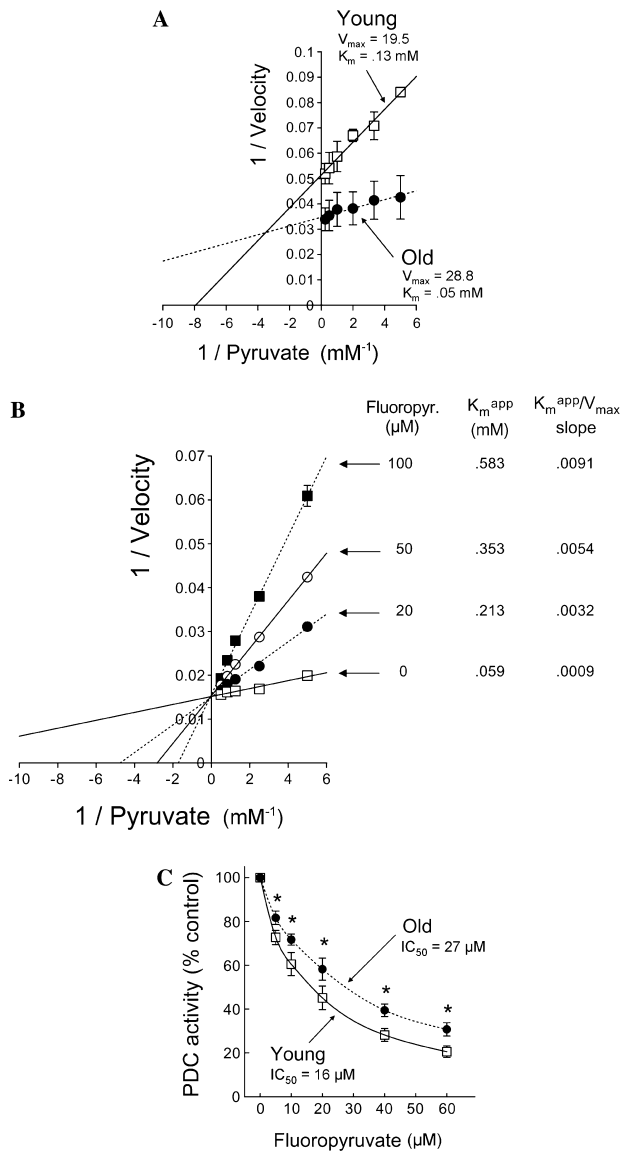 A
Young
Vmax = 19.5
Km = .13 mM
1 / Velocity
0.1
0.09
0.08
0.07
0.06
0.05
0.04
0.03
0.02
0.01
0
Old
Vmax = 28.8
Km = .05 mM
-10 -8 -6 -4 -2 0 2 4 6
1 / Pyruvate (mM-1)
B
Fluoropyr. (µM) Kmapp (mM) Kmapp/Vmax slope
1 / Velocity
0.07
0.06
0.05
0.04
0.03
0.02
0.01
0
100 .583 .0091
50 .353 .0054
20 .213 .0032
0 .059 .0009
-10 -8 -6 -4 -2 0 2 4 6
1 / Pyruvate (mM-1)
C
PDC activity (% control)
100
80
60
40
20
0
* * * * *
Old
IC50 = 27 µM
Young
IC50 = 16 µM
0 10 20 30 40 50 60
Fluoropyruvate (µM)